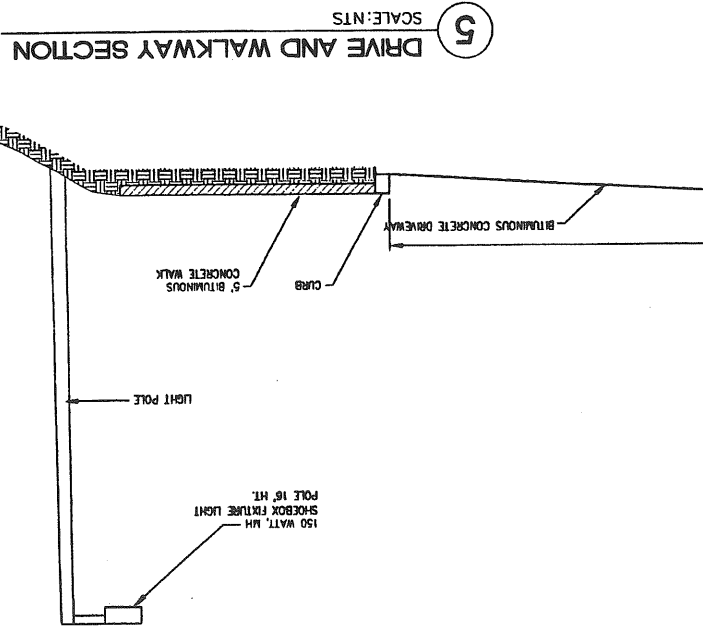 150 WATT, MH
SHOEBOX FIXTURE LIGHT
POLE 16' HT.
LIGHT POLE
CURB
5' BITUMINOUS
CONCRETE WALK
BITUMINOUS CONCRETE DRIVEWAY
5
DRIVE AND WALKWAY SECTION
SCALE: NTS